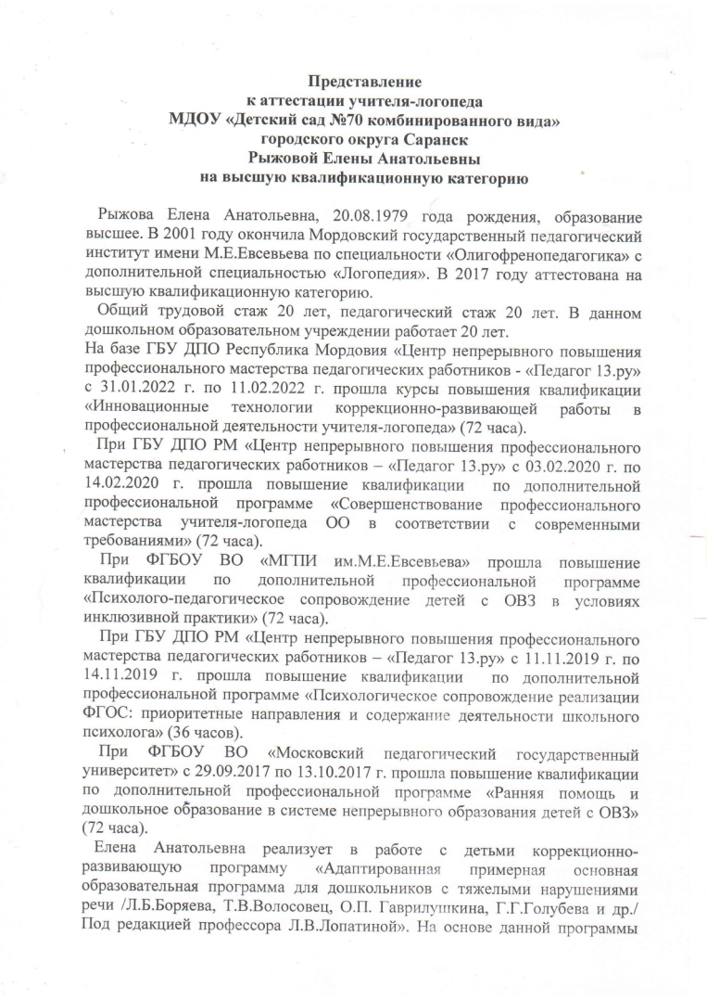 Представление
к аттестации учителя-логопеда
МДОУ «Детский сад №70 комбинированного вида»
городского округа Саранск
Рыжовой Елены Анатольевны
на высшую квалификационную категорию
Рыжова Елена Анатольевна, 20.08.1979 года рождения, образование
высшее. В 2001 году окончила Мордовский государственный педагогический
институт имени М.Е.Евсевьева по специальности «Олигофренопедагогика» с
дополнительной специальностью «Логопедия». В 2017 году аттестована на
высшую квалификационную категорию.
Общий трудовой стаж 20 лет, педагогический стаж 20 лет. В данном
дошкольном образовательном учреждении работает 20 лет.
На базе ГБУ ДПО Республика Мордовия «Центр непрерывного повышения
профессионального мастерства педагогических работников - «Педагог 13.ру»
с 31.01.2022 г. по 11.02.2022 г. прошла курсы повышения квалификации
«Инновационные технологии коррекционно-развивающей работы в
профессиональной деятельности учителя-логопеда» (72 часа).
При ГБУ ДПО РМ «Центр непрерывного повышения профессионального
мастерства педагогических работников – «Педагог 13.ру» с 03.02.2020 г. по
14.02.2020 г. прошла повышение квалификации по дополнительной
профессиональной программе «Совершенствование профессионального
мастерства учителя-логопеда ОО в соответствии с современными
требованиями» (72 часа).
При ФГБОУ ВО «МГПИ им.М.Е.Евсевьева» прошла повышение
квалификации по дополнительной профессиональной программе
«Психолого-педагогическое сопровождение детей с ОВЗ в условиях
инклюзивной практики» (72 часа).
При ГБУ ДПО РМ «Центр непрерывного повышения профессионального
мастерства педагогических работников – «Педагог 13.ру» с 11.11.2019 г. по
14.11.2019 г. прошла повышение квалификации по дополнительной
профессиональной программе «Психологическое сопровождение реализации
ФГОС: приоритетные направления и содержание деятельности школьного
психолога» (36 часов).
При ФГБОУ ВО «Московский педагогический государственный
университет» с 29.09.2017 по 13.10.2017 г. прошла повышение квалификации
по дополнительной профессиональной программе «Ранняя помощь и
дошкольное образование в системе непрерывного образования детей с ОВЗ»
(72 часа).
Елена Анатольевна реализует в работе с детьми коррекционно-
развивающую программу «Адаптированная примерная основная
образовательная программа для дошкольников с тяжелыми нарушениями
речи /Л.Б.Боряева, Т.В.Волосовец, О.П. Гаврилушкина, Г.Г.Голубева и др./
Под редакцией профессора Л.В.Лопатиной». На основе данной программы